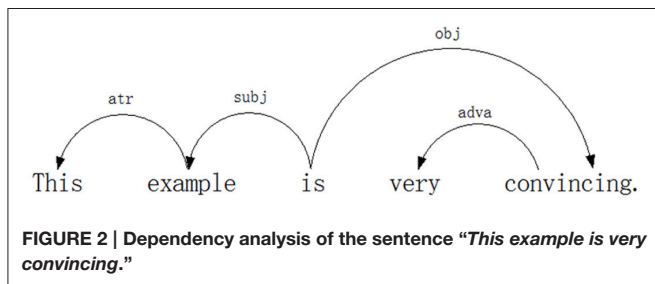 obj
atr subj adva
This example is very convincing.
FIGURE 2 | Dependency analysis of the sentence “This example is very
convincing.”